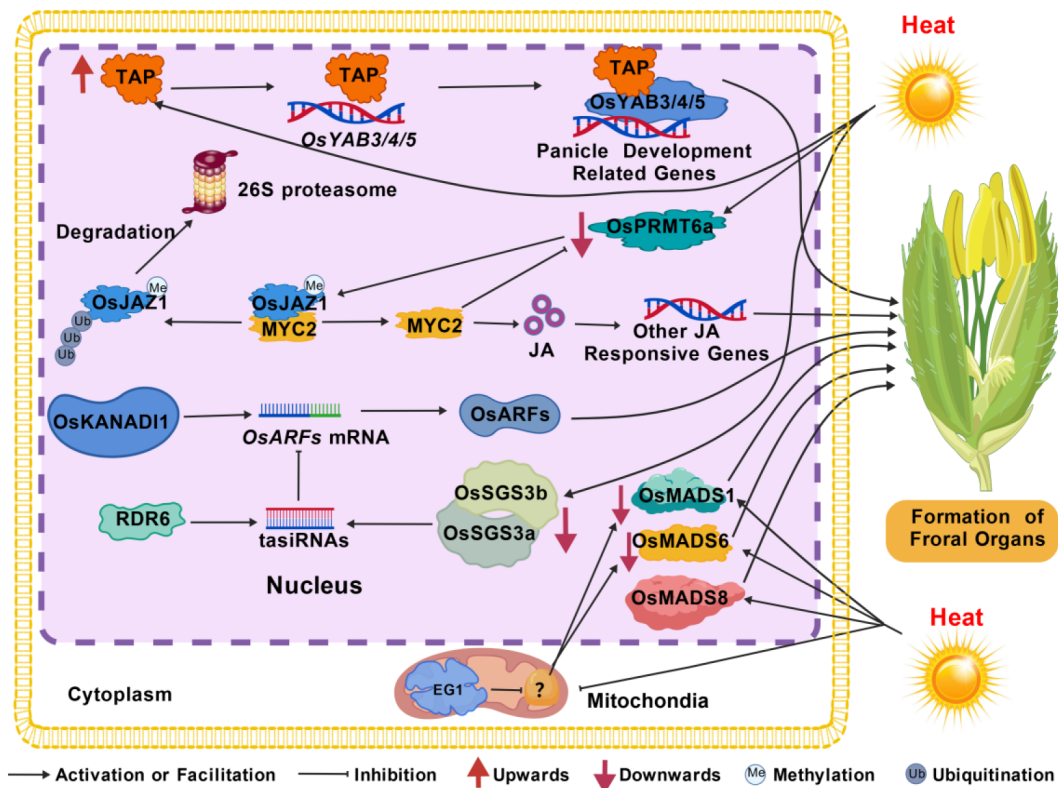 Heat
TAP
TAP
TAP
OsYAB3/4/5
OsYAB3/4/5
Panicle Development
Related Genes
26S proteasome
Degradation
OsPRMT6a
Me
OsJAZ1
Ub
Ub
Ub
Me
OsJAZ1
MYC2
MYC2
JA
Other JA
Responsive Genes
OsKANADI1
OsARFs mRNA
OsARFs
RDR6
tasiRNAs
OsSGS3b
OsSGS3a
OsMADS1
OsMADS6
OsMADS8
Formation of
Froral Organs
Nucleus
Heat
Cytoplasm
EG1
?
Mitochondia
Activation or Facilitation
Inhibition
Upwards
Downwards
Me
Methylation
Ub
Ubiquitination